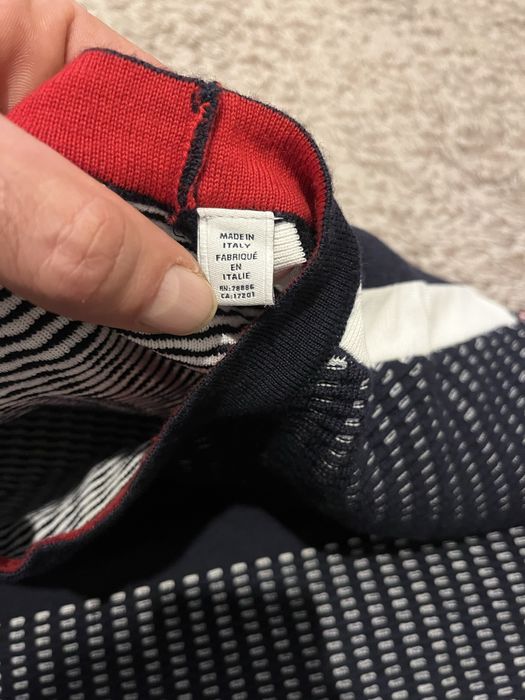 MADE IN
ITALY
FABRIQUÉ
EN
ITALIE
RN:78886
CA:17201